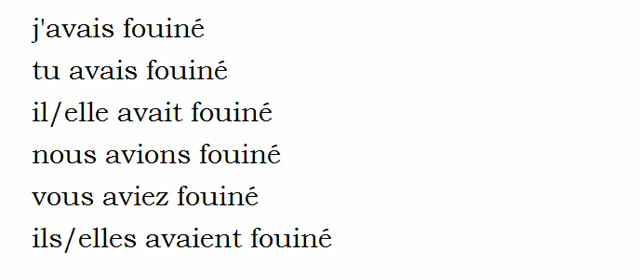 j'avais fouiné
tu avais fouiné
il/elle avait fouiné
nous avions fouiné
vous aviez fouiné
ils/elles avaient fouiné